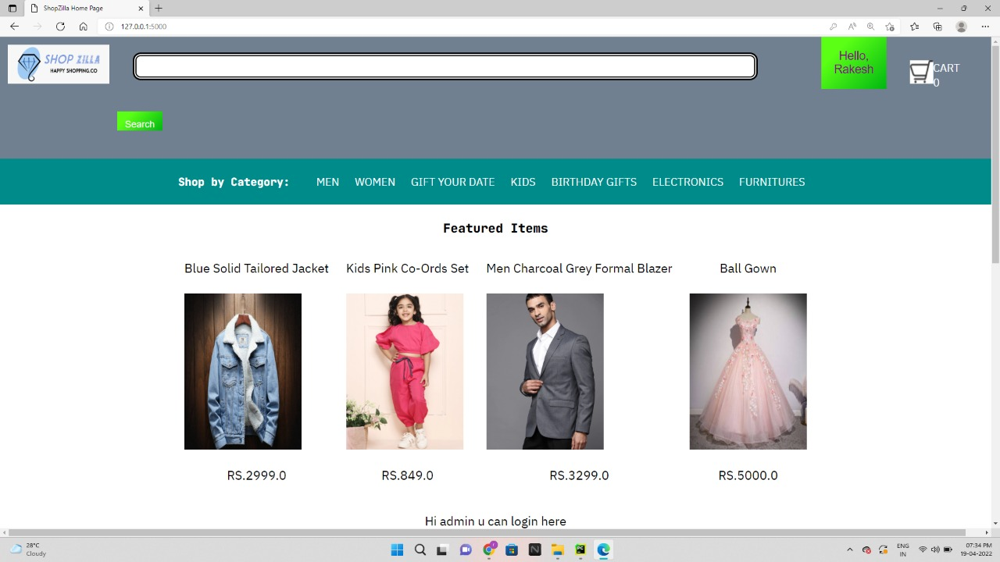 ShopZilla Home Page
127.0.0.1:5000
SHOP ZILLA
HAPPY SHOPPING.CO
Hello,
Rakesh
CART
0
Search
Shop by Category: MEN WOMEN GIFT YOUR DATE KIDS BIRTHDAY GIFTS ELECTRONICS FURNITURES
Featured Items
Blue Solid Tailored Jacket Kids Pink Co-Ords Set Men Charcoal Grey Formal Blazer Ball Gown
RS.2999.0 RS.849.0 RS.3299.0 RS.5000.0
Hi admin u can login here
28°C
Cloudy
ENG
IN
07:34 PM
19-04-2022